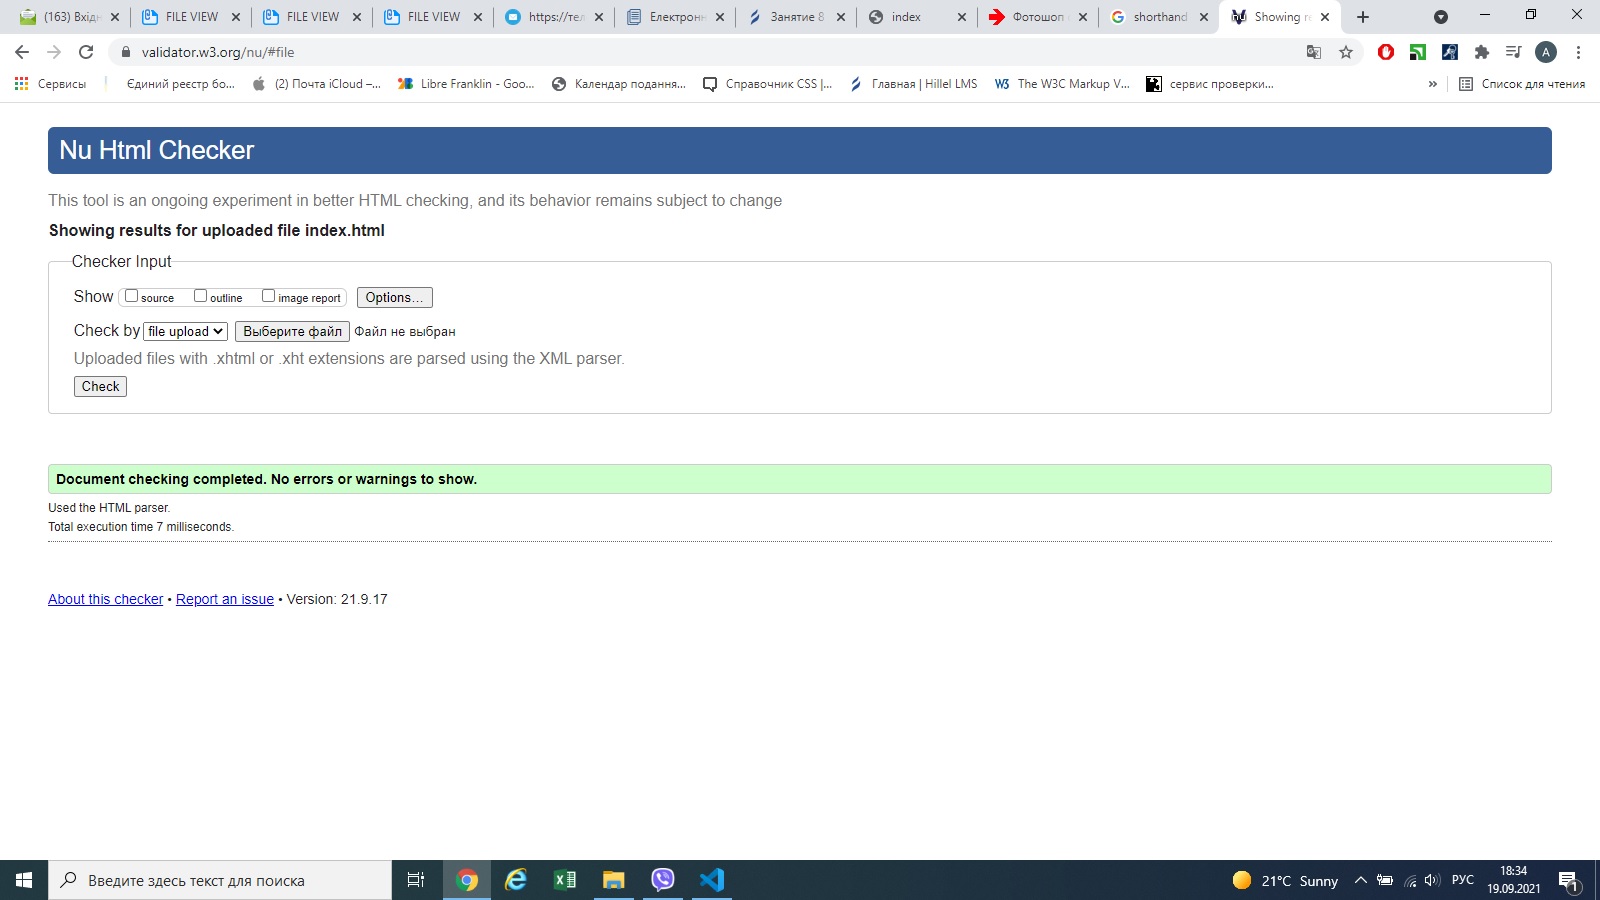 (163) Вхідн
FILE VIEW
FILE VIEW
FILE VIEW
https://тел
Електронн
Занятие 8
index
Фотошоп
shorthand
Showing re
validator.w3.org/nu/#file
A
Сервисы
Єдиний реєстр бо...
(2) Почта iCloud –...
Libre Franklin - Goo...
Календар подання...
Справочник CSS |...
Главная | Hillel LMS
The W3C Markup V...
сервис проверки...
»
Список для чтения
Nu Html Checker
This tool is an ongoing experiment in better HTML checking, and its behavior remains subject to change
Showing results for uploaded file index.html
Checker Input
Show source outline image report Options...
Check by file upload Выберите файл Файл не выбран
Uploaded files with .xhtml or .xht extensions are parsed using the XML parser.
Check
Document checking completed. No errors or warnings to show.
Used the HTML parser.
Total execution time 7 milliseconds.
About this checker • Report an issue • Version: 21.9.17
Введите здесь текст для поиска
21°C Sunny
РУС
18:34
19.09.2021
1